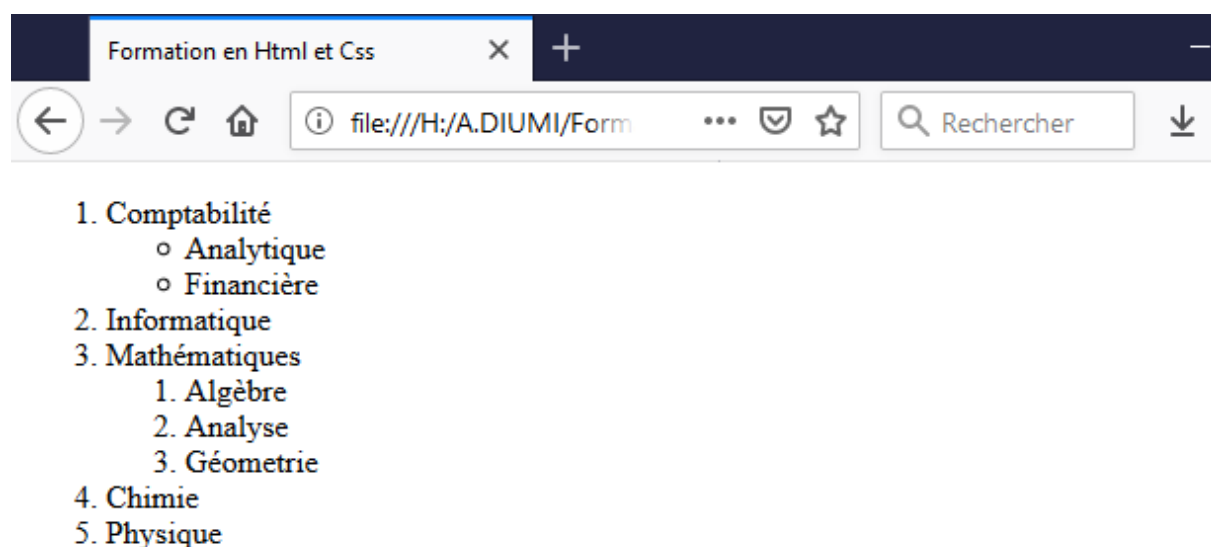 Formation en Html et Css
file:///H:/A.DIUMI/Form
Rechercher
1. Comptabilité
Analytique
Financière
2. Informatique
3. Mathématiques
1. Algèbre
2. Analyse
3. Géometrie
4. Chimie
5. Physique